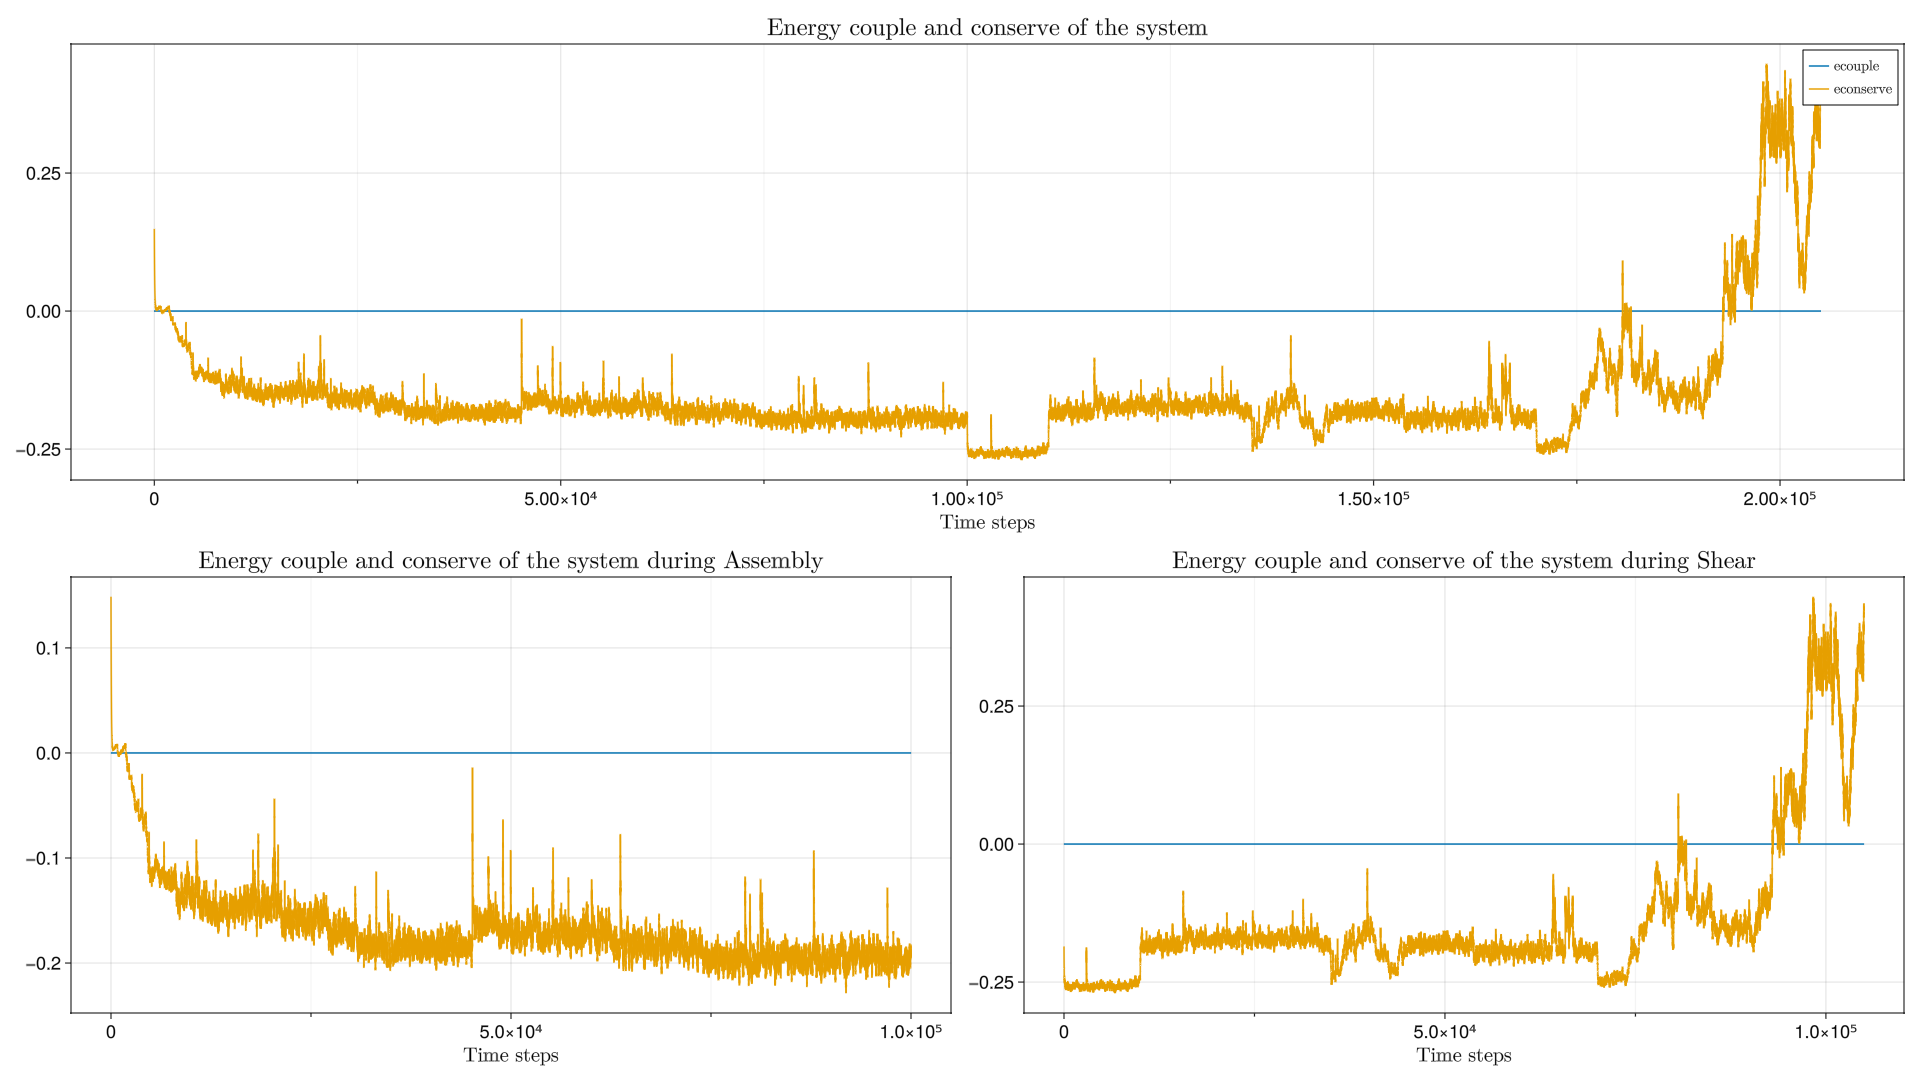 Energy couple and conserve of the system
ecouple
econserve
0.25
0.00
−0.25
0 5.00×10⁴ 1.00×10⁵ 1.50×10⁵ 2.00×10⁵
Time steps
Energy couple and conserve of the system during Assembly
0.1
0.0
−0.1
−0.2
0 5.0×10⁴ 1.0×10⁵
Time steps
Energy couple and conserve of the system during Shear
0.25
0.00
−0.25
0 5.0×10⁴ 1.0×10⁵
Time steps